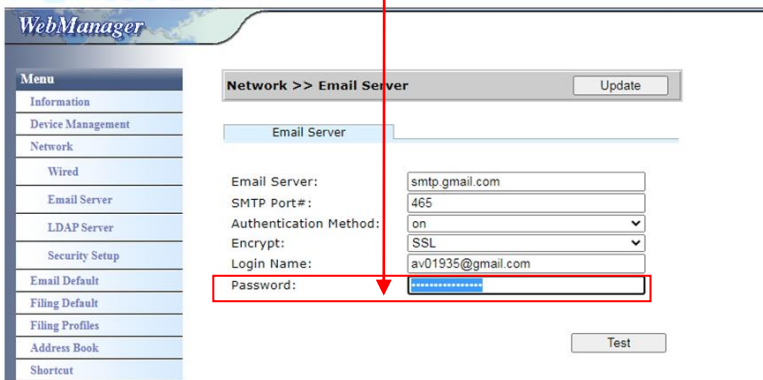 WebManager
Menu
Information
Device Management
Network
Wired
Email Server
LDAP Server
Security Setup
Email Default
Filing Default
Filing Profiles
Address Book
Shortcut
Network >> Email Server
Update
Email Server
Email Server: smtp.gmail.com
SMTP Port#: 465
Authentication Method: on
Encrypt: SSL
Login Name: av01935@gmail.com
Password: ••••••••••••••••
Test